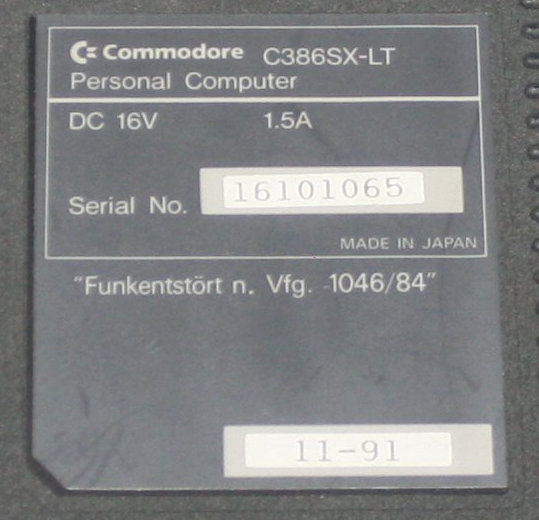 Commodore C386SX-LT
Personal Computer
DC 16V 1.5A
Serial No. 16101065
MADE IN JAPAN
"Funkentstört n. Vfg. 1046/84"
11-91